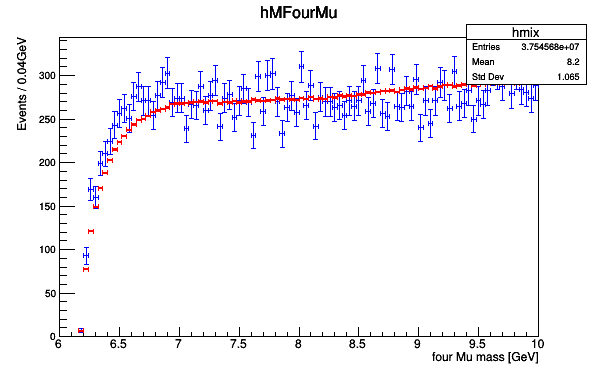 hMFourMu
hmix
Entries 3.754568e+07
Mean 8.2
Std Dev 1.065
Events / 0.04GeV
300
250
200
150
100
50
0
6 6.5 7 7.5 8 8.5 9 9.5 10
four Mu mass [GeV]